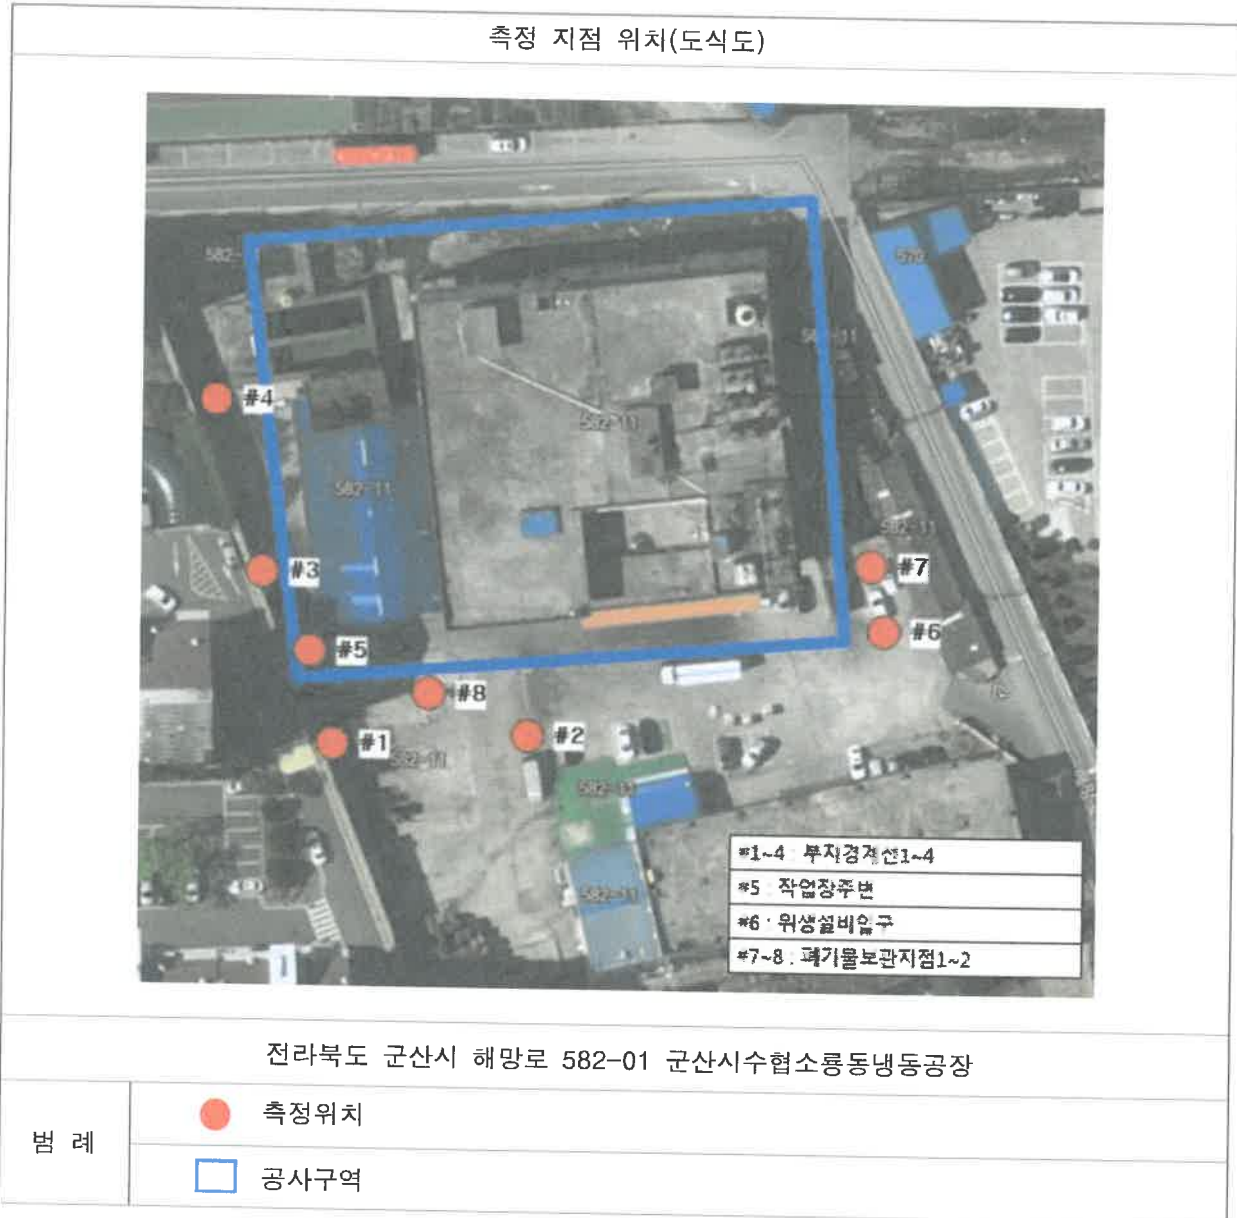 측정 지점 위치(도식도)
582-
574
582-11
#4
582-11
582-11
582-11
#3
#7
#6
#5
#8
#1
#2
582-11
582-11
582-11
#1~4 : 부지경계선1~4
#5 : 작업장주변
#6 : 위생설비입구
#7~8 : 폐기물보관지점1~2
전라북도 군산시 해망로 582-01 군산시수협소룡동냉동공장
범 례
측정위치
공사구역